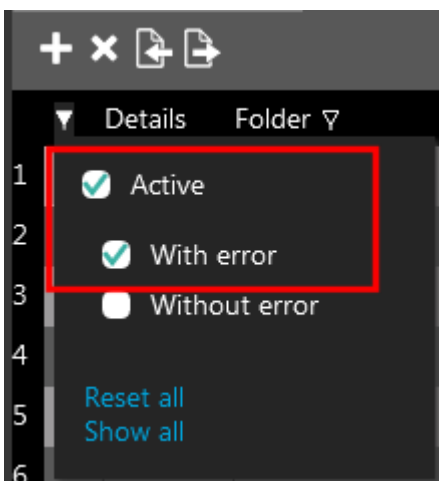 Details Folder
1 Active
2 With error
3 Without error
4
5 Reset all
Show all
6